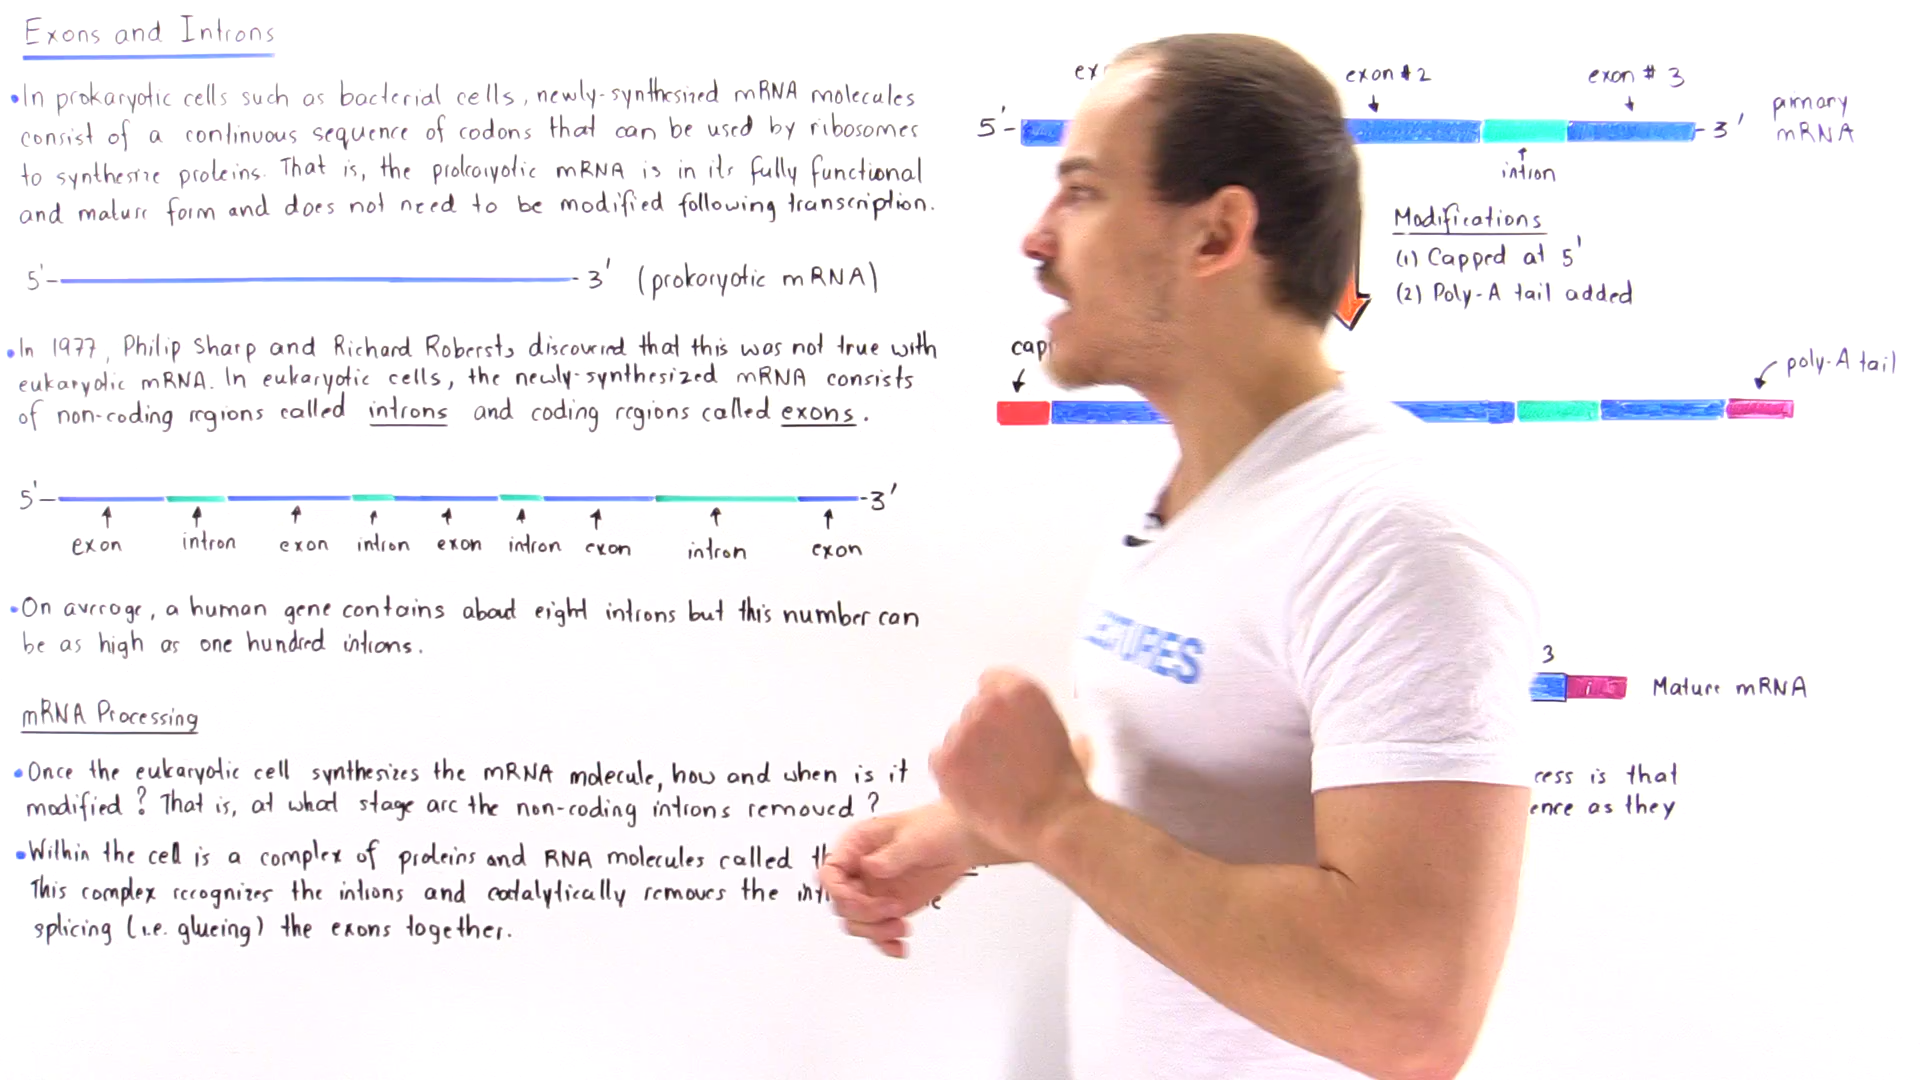 Exons and Introns
•In prokaryotic cells such as bacterial cells, newly-synthesized mRNA molecules
consist of a continuous sequence of codons that can be used by ribosomes
to synthesize proteins. That is, the prokaryotic mRNA is in its fully functional
and mature form and does not need to be modified following transcription.
5'- -3' (prokaryotic mRNA)
•In 1977, Philip Sharp and Richard Roberts, discovered that this was not true with
eukaryotic mRNA. In eukaryotic cells, the newly-synthesized mRNA consists
of non-coding regions called introns and coding regions called exons.
5'- -3'
exon intron exon intron exon intron exon intron exon
•On average, a human gene contains about eight introns but this number can
be as high as one hundred introns.
mRNA Processing
•Once the eukaryotic cell synthesizes the mRNA molecule, how and when is it
modified? That is, at what stage are the non-coding introns removed?
•Within the cell is a complex of proteins and RNA molecules called
This complex recognizes the introns and catalytically removes the
splicing (i.e. glueing) the exons together.
exon #2 exon #3
5'- -3' primary
mRNA
intron
Modifications
(1) Capped at 5'
(2) Poly-A tail added
cap
poly-A tail
3
Mature mRNA
is that
as they
LECTURES